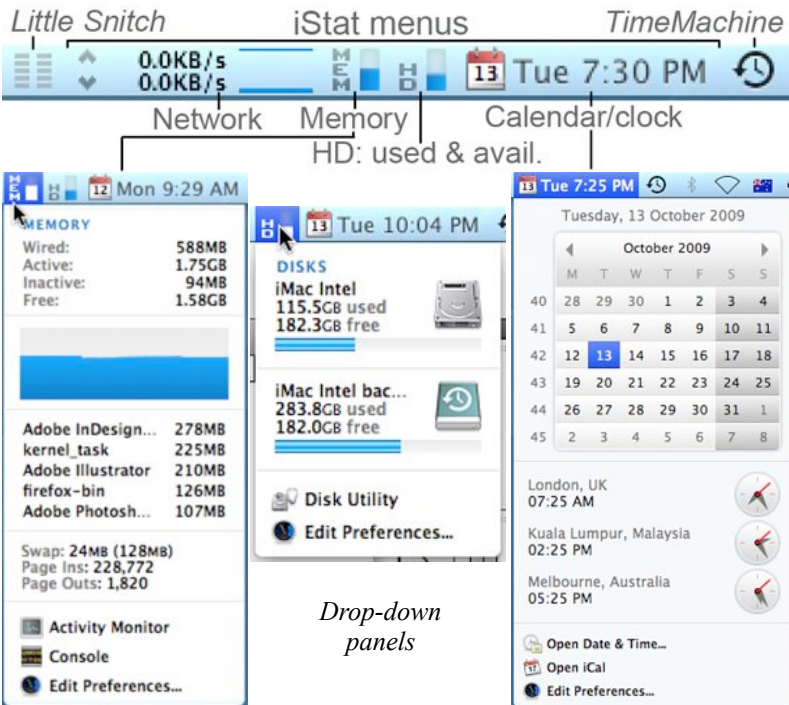 Little Snitch
iStat menus
TimeMachine
0.0KB/s
0.0KB/s
MEM
HD
13 Tue 7:30 PM
Network
Memory
Calendar/clock
HD: used & avail.
MEM HD 12 Mon 9:29 AM
MEMORY
Wired: 588MB
Active: 1.75GB
Inactive: 94MB
Free: 1.58GB
Adobe InDesign... 278MB
kernel_task 225MB
Adobe Illustrator 210MB
firefox-bin 126MB
Adobe Photosh... 107MB
Swap: 24MB (128MB)
Page Ins: 228,772
Page Outs: 1,820
Activity Monitor
Console
Edit Preferences...
HD 13 Tue 10:04 PM
DISKS
iMac Intel
115.5GB used
182.3GB free
iMac Intel bac...
283.8GB used
182.0GB free
Disk Utility
Edit Preferences...
Drop-down
panels
13 Tue 7:25 PM
Tuesday, 13 October 2009
October 2009
M T W T F S S
40 28 29 30 1 2 3 4
41 5 6 7 8 9 10 11
42 12 13 14 15 16 17 18
43 19 20 21 22 23 24 25
44 26 27 28 29 30 31 1
45 2 3 4 5 6 7 8
London, UK
07:25 AM
Kuala Lumpur, Malaysia
02:25 PM
Melbourne, Australia
05:25 PM
Open Date & Time...
17 Open iCal
Edit Preferences...